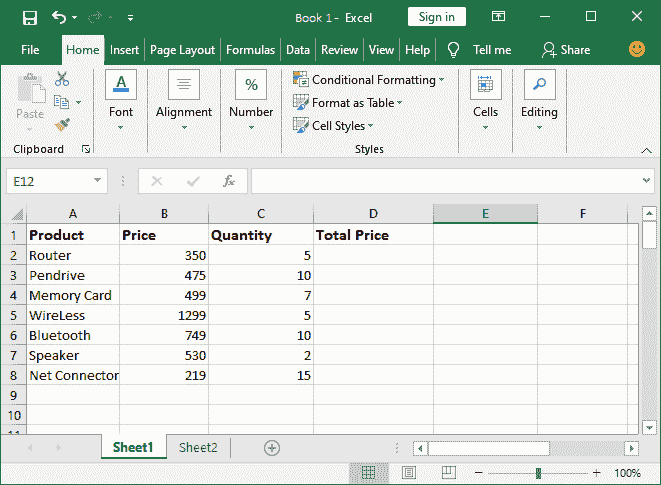 Book 1 - Excel
Sign in
File Home Insert Page Layout Formulas Data Review View Help Tell me Share
Paste
Clipboard
A
Font
Alignment
%
Number
Conditional Formatting
Format as Table
Cell Styles
Styles
Cells
Editing
E12
fx
A B C D E F
1 Product Price Quantity Total Price
2 Router 350 5
3 Pendrive 475 10
4 Memory Card 499 7
5 WireLess 1299 5
6 Bluetooth 749 10
7 Speaker 530 2
8 Net Connector 219 15
9
10
11
Sheet1 Sheet2
100%